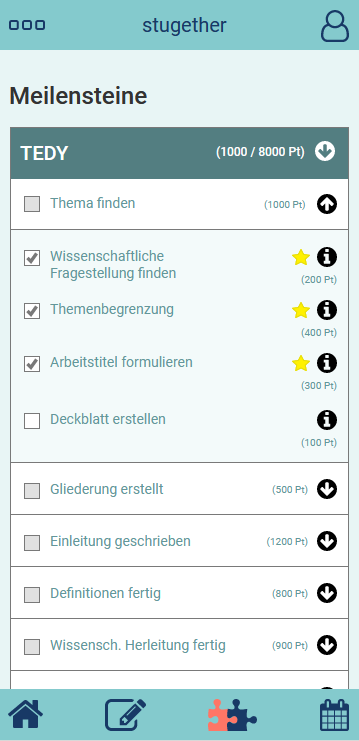 stugether
Meilensteine
TEDY (1000 / 8000 Pt)
Thema finden (1000 Pt)
Wissenschaftliche
Fragestellung finden
(200 Pt)
Themenbegrenzung
(400 Pt)
Arbeitstitel formulieren
(300 Pt)
Deckblatt erstellen
(100 Pt)
Gliederung erstellt (500 Pt)
Einleitung geschrieben (1200 Pt)
Definitionen fertig (800 Pt)
Wissensch. Herleitung fertig (900 Pt)